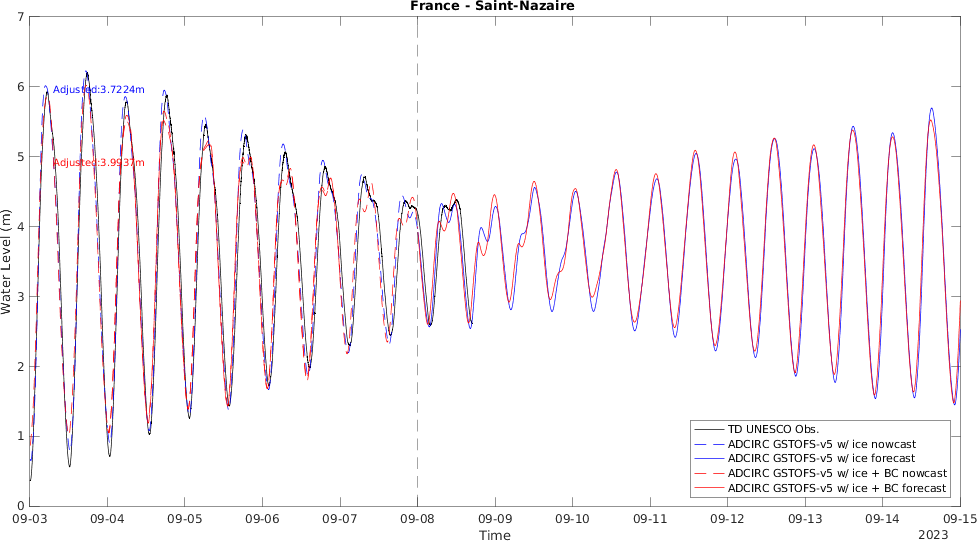 France - Saint-Nazaire
7
6
5
4
3
2
1
0
Water Level (m)
Adjusted:3.7224m
Adjusted:3.9937m
TD UNESCO Obs.
ADCIRC GSTOFS-v5 w/ ice nowcast
ADCIRC GSTOFS-v5 w/ ice forecast
ADCIRC GSTOFS-v5 w/ ice + BC nowcast
ADCIRC GSTOFS-v5 w/ ice + BC forecast
09-03 09-04 09-05 09-06 09-07 09-08 09-09 09-10 09-11 09-12 09-13 09-14 09-15
Time
2023